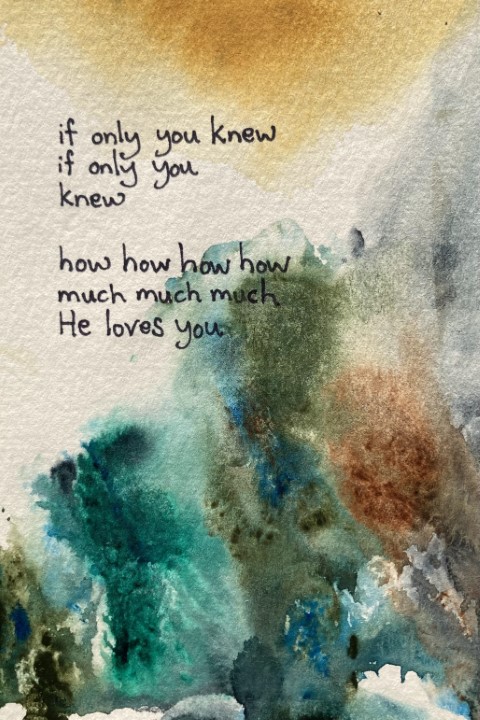 if only you knew
if only you
knew
how how how how
much much much
He loves you